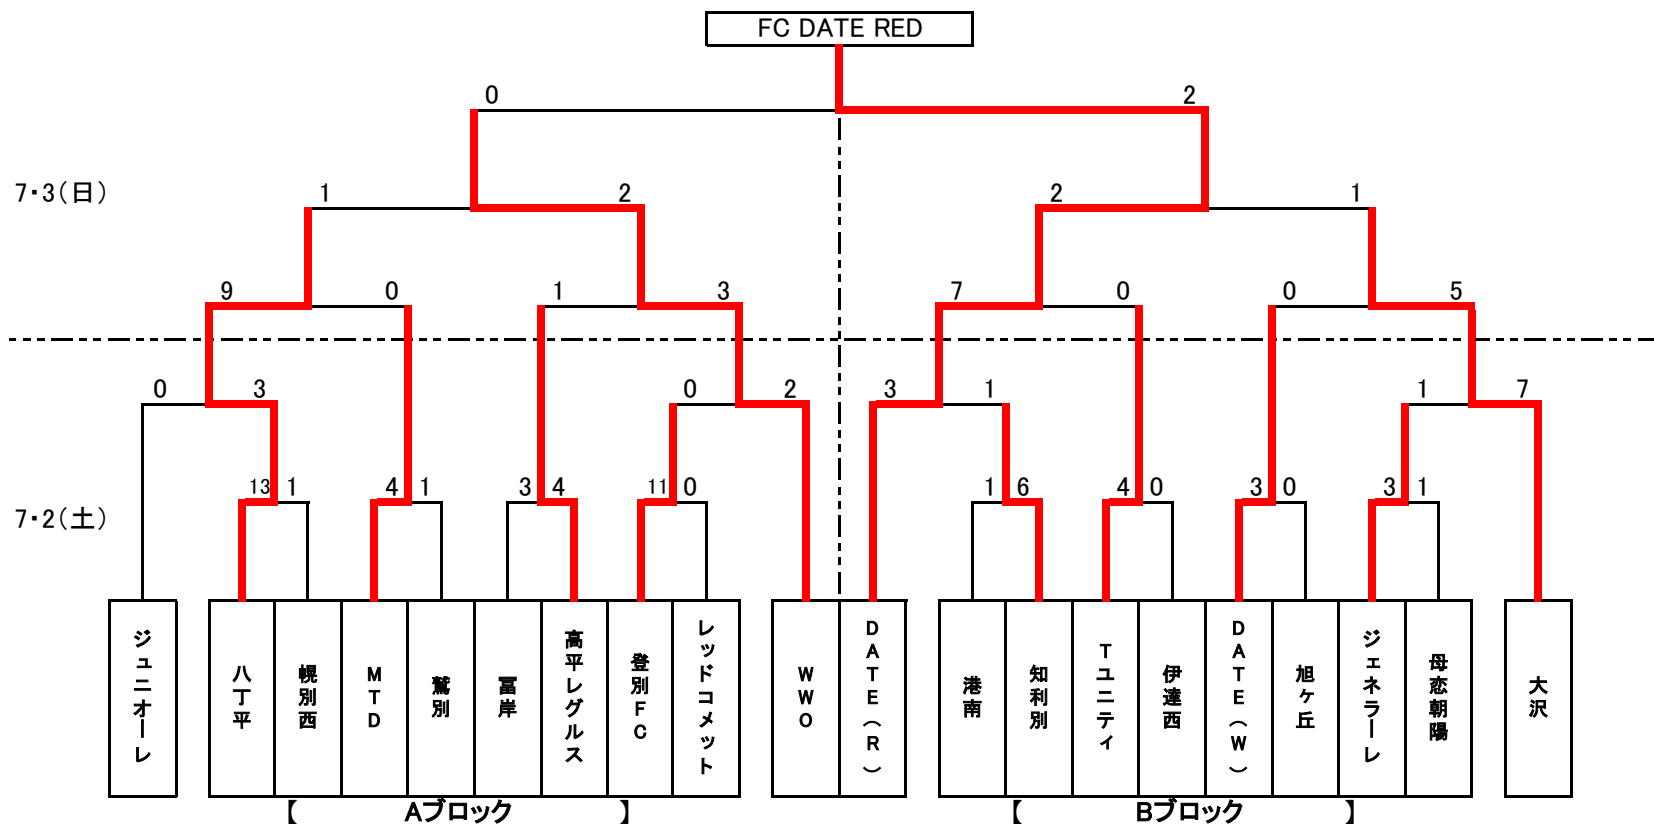 FC DATE RED
0 2
7・3(日)
1 2 2 1
9 0 1 3 7 0 0 5
0 3 0 2 3 1 1 7
13 1 4 1 3 4 11 0 1 6 4 0 3 0 3 1
7・2(土)
ジュニオーレ
八丁平
幌別西
MTD
鷲別
冨岸
高平レグルス
登別FC
レッドコメット
WWO
DATE(R)
港南
知利別
Tユニティ
伊達西
DATE(W)
旭ヶ丘
ジェネラーレ
母恋朝陽
大沢
【 Aブロック 】
【 Bブロック 】